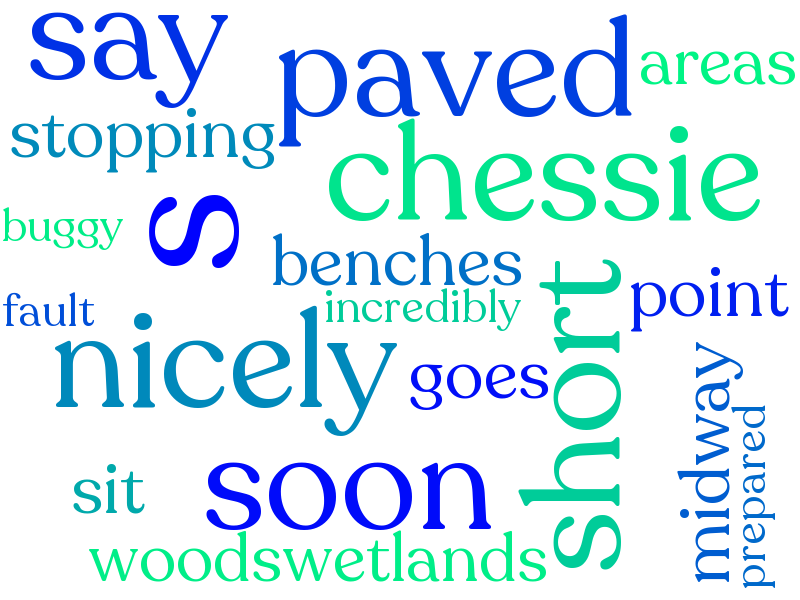 say
paved
areas
stopping
chessie
buggy
s
benches
short
point
fault
incredibly
nicely
goes
midway
prepared
sit
soon
woodswetlands